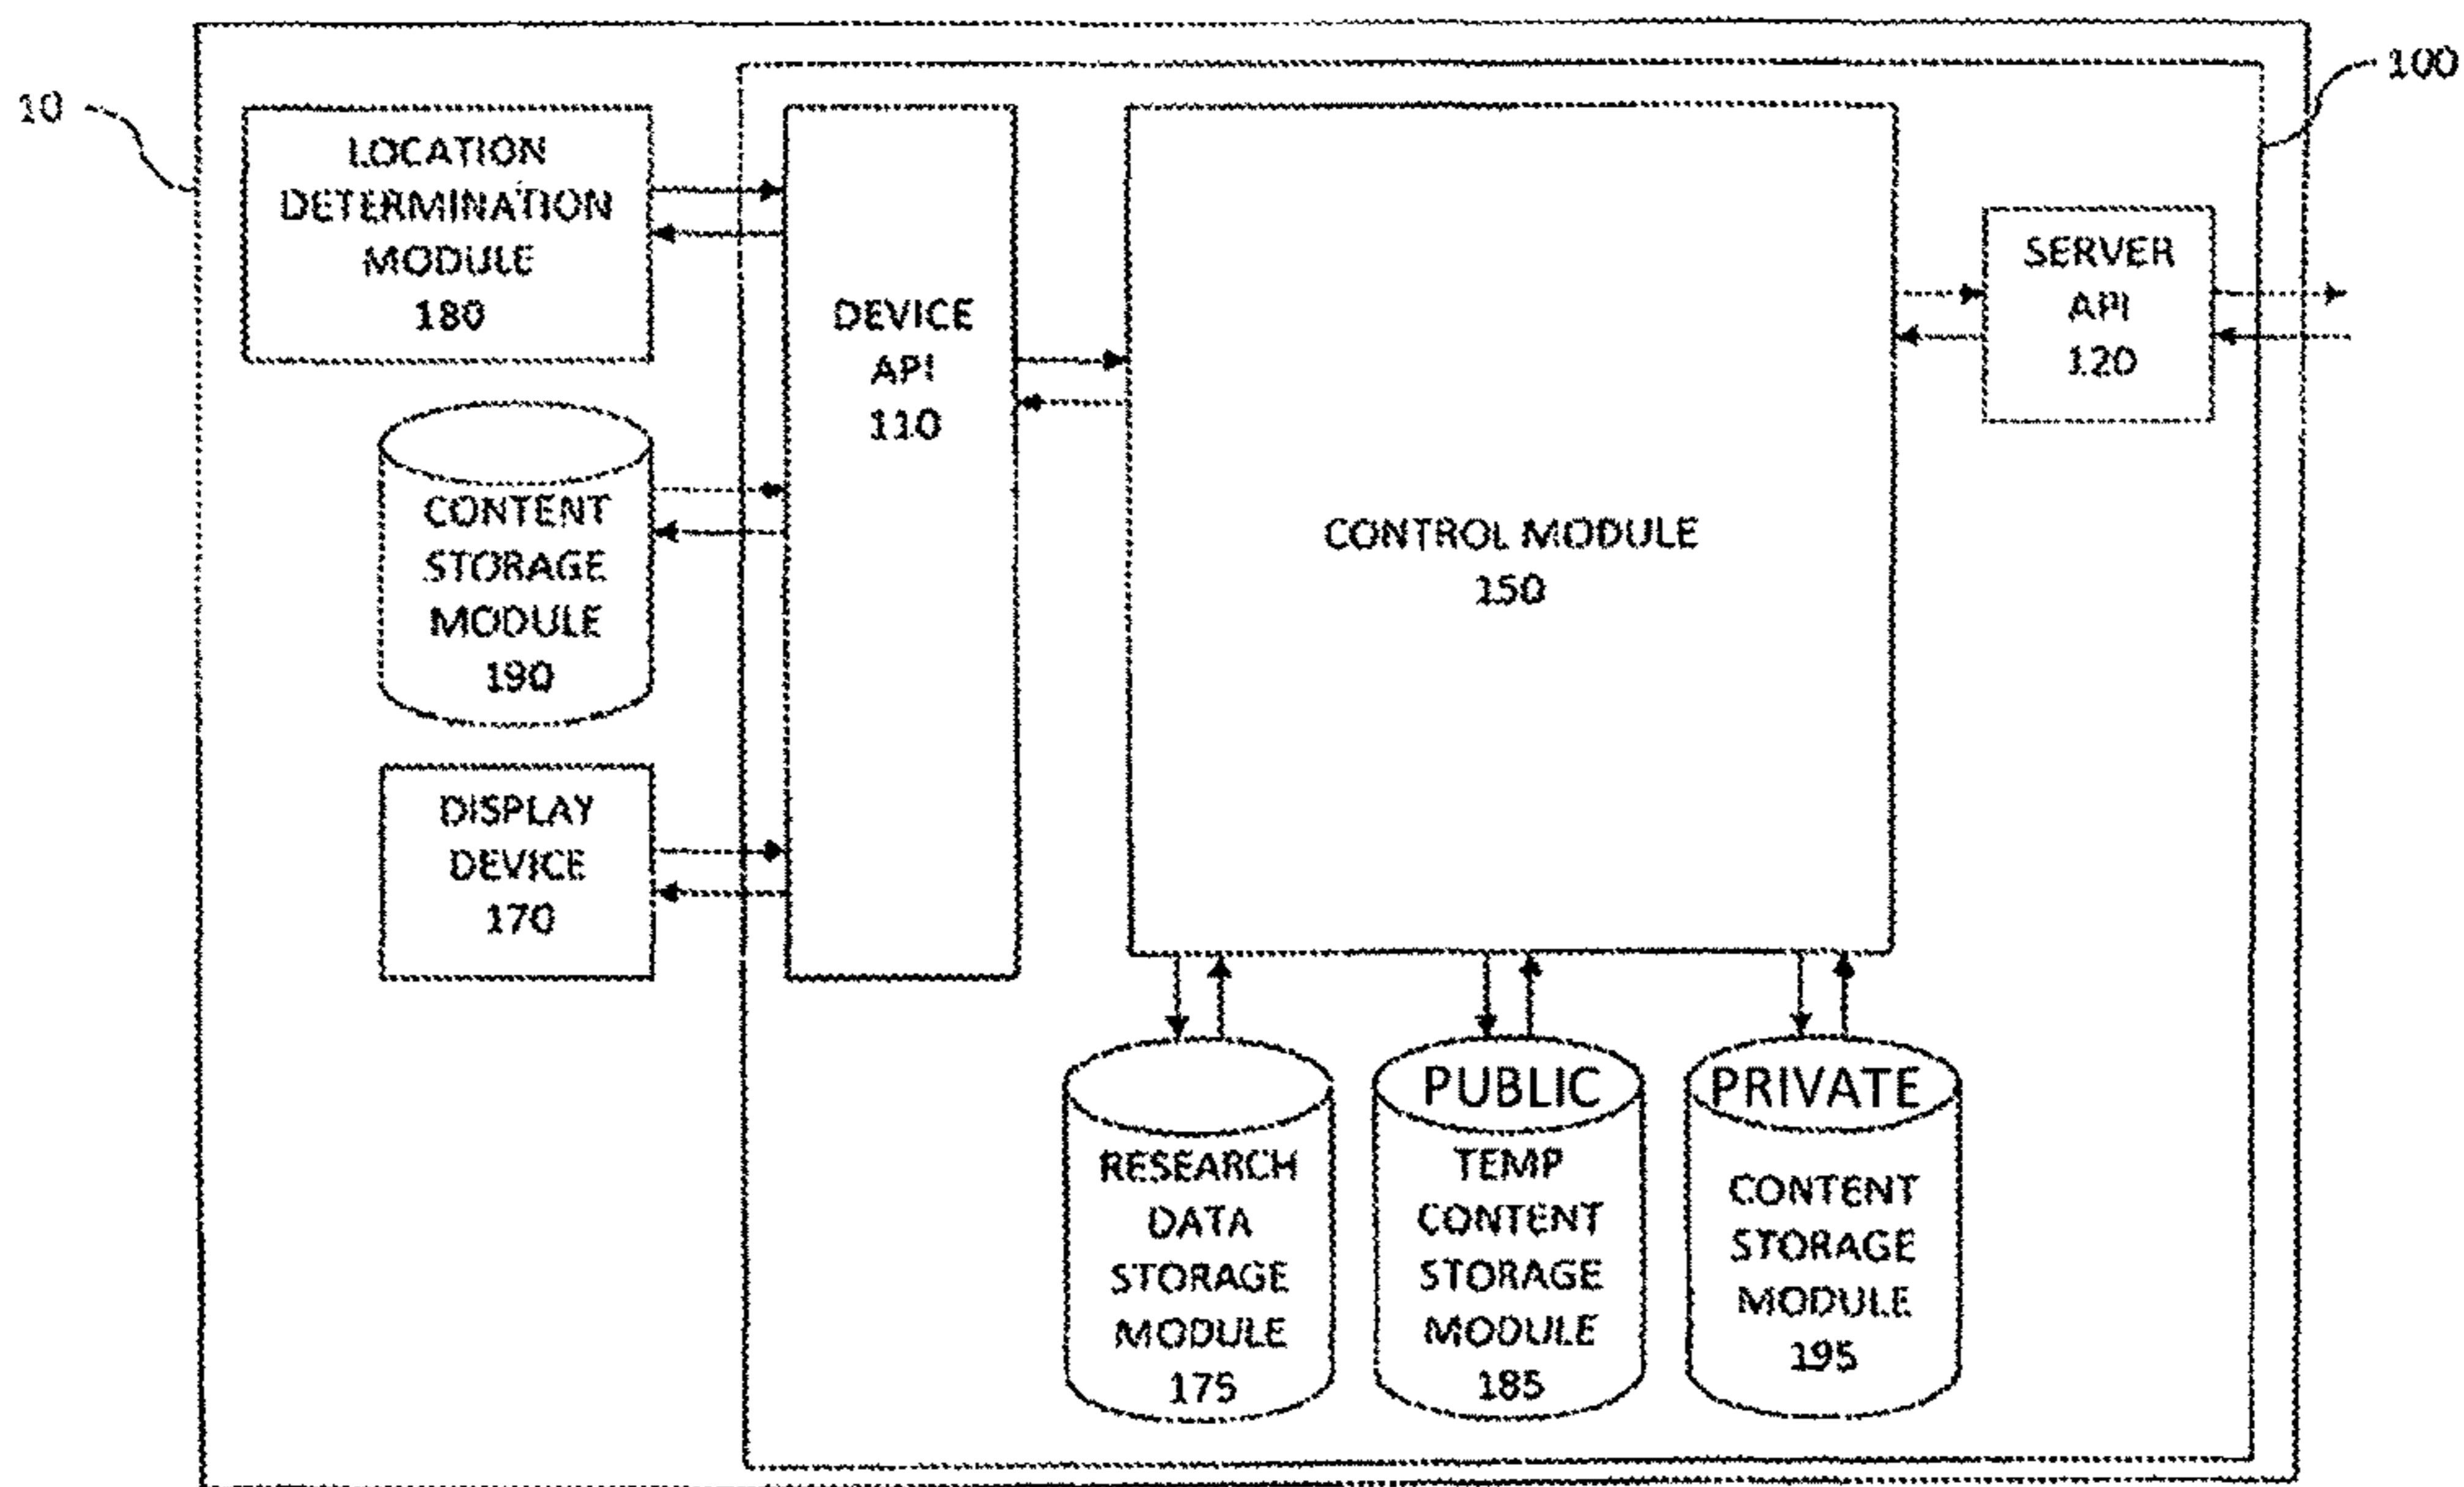 10
100
LOCATION
DETERMINATION
MODULE
180
DEVICE
API
110
SERVER
API
120
CONTENT
STORAGE
MODULE
190
CONTROL MODULE
150
DISPLAY
DEVICE
170
RESEARCH
DATA
STORAGE
MODULE
175
PUBLIC
TEMP
CONTENT
STORAGE
MODULE
185
PRIVATE
CONTENT
STORAGE
MODULE
195